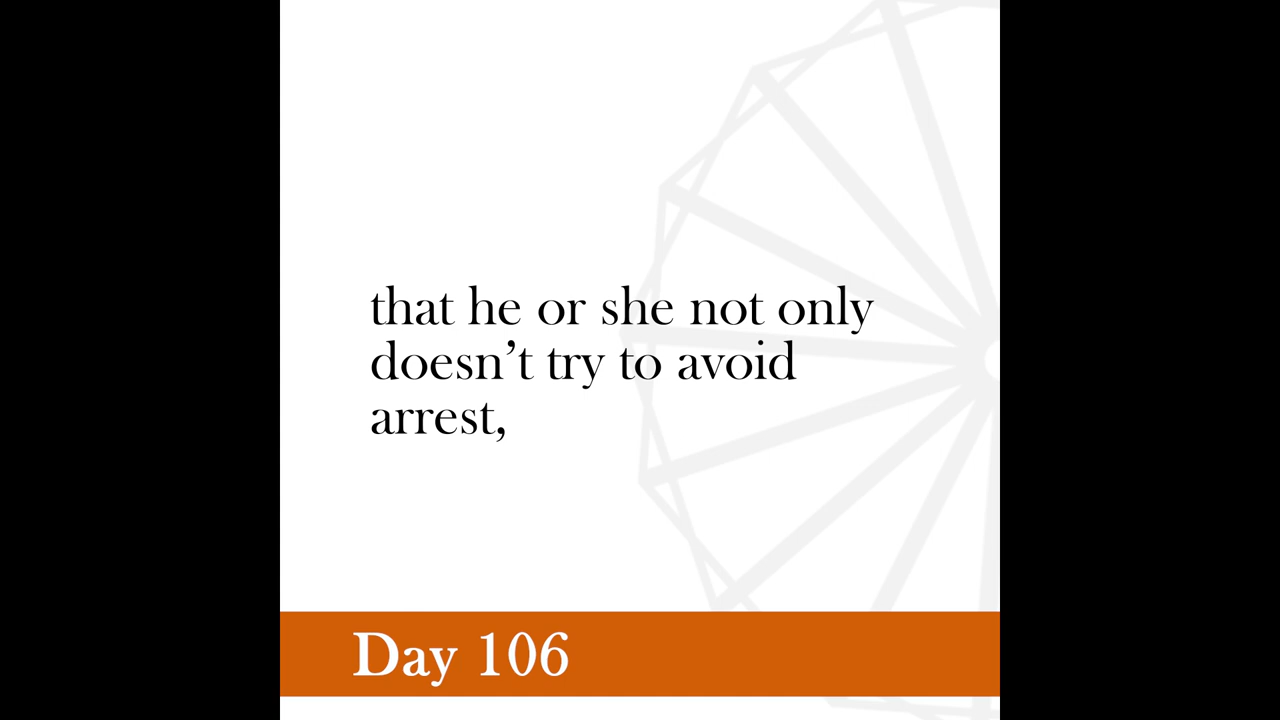 that he or she not only
doesn’t try to avoid
arrest,
Day 106